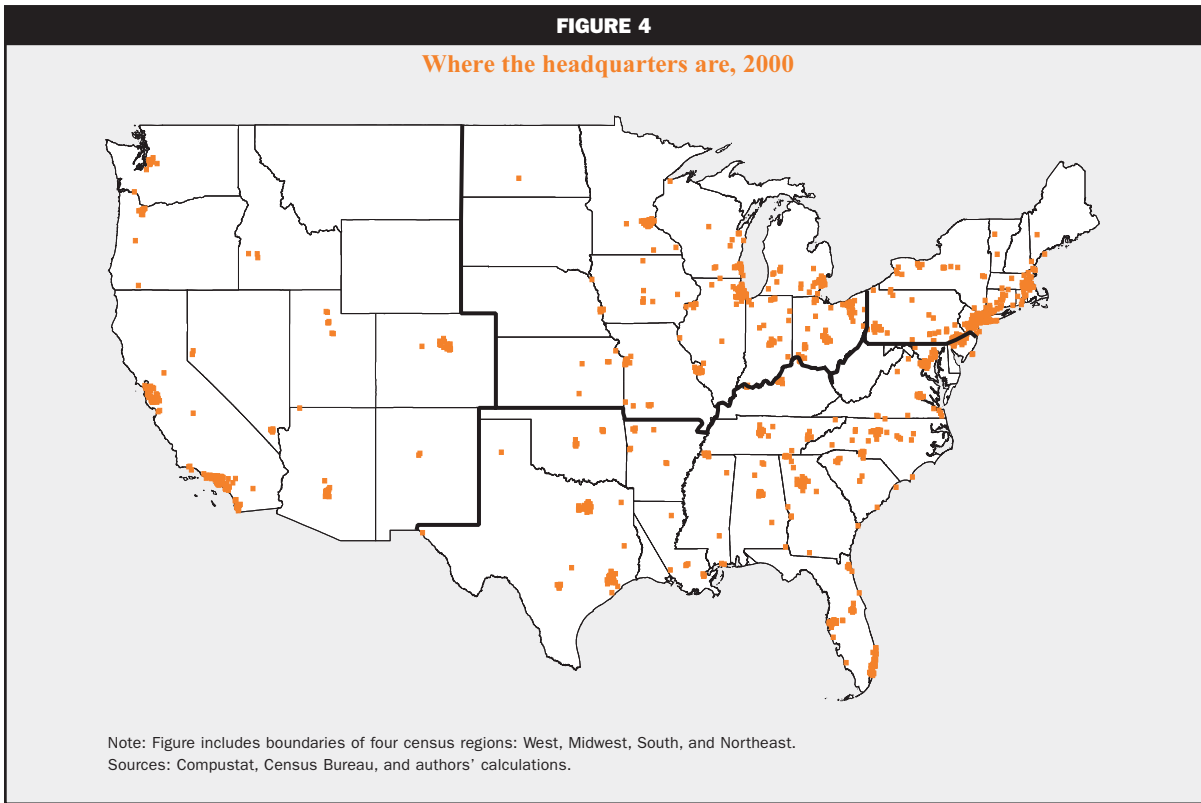 FIGURE 4
Where the headquarters are, 2000
Note: Figure includes boundaries of four census regions: West, Midwest, South, and Northeast.
Sources: Compustat, Census Bureau, and authors’ calculations.